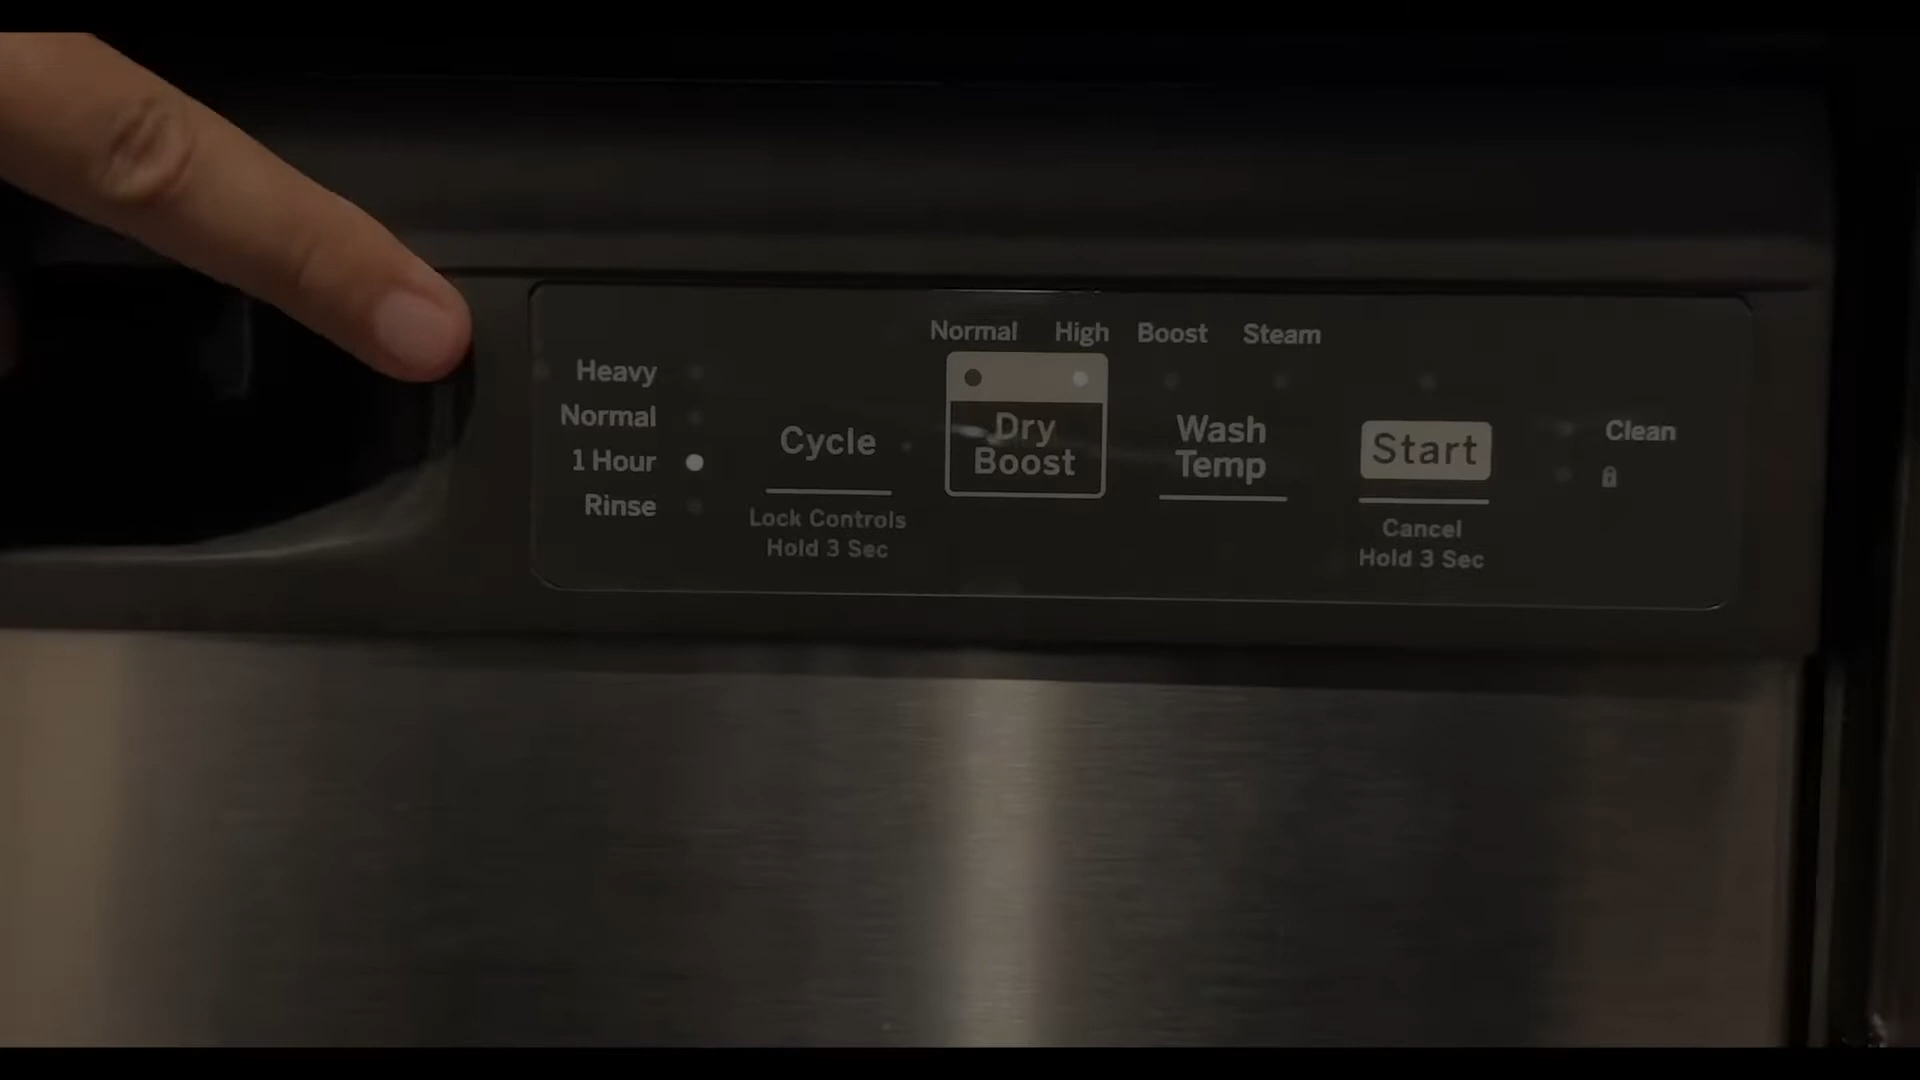 Normal High Boost Steam
Heavy
Normal
1 Hour
Rinse
Cycle
Lock Controls
Hold 3 Sec
Dry
Boost
Wash
Temp
Start
Cancel
Hold 3 Sec
Clean